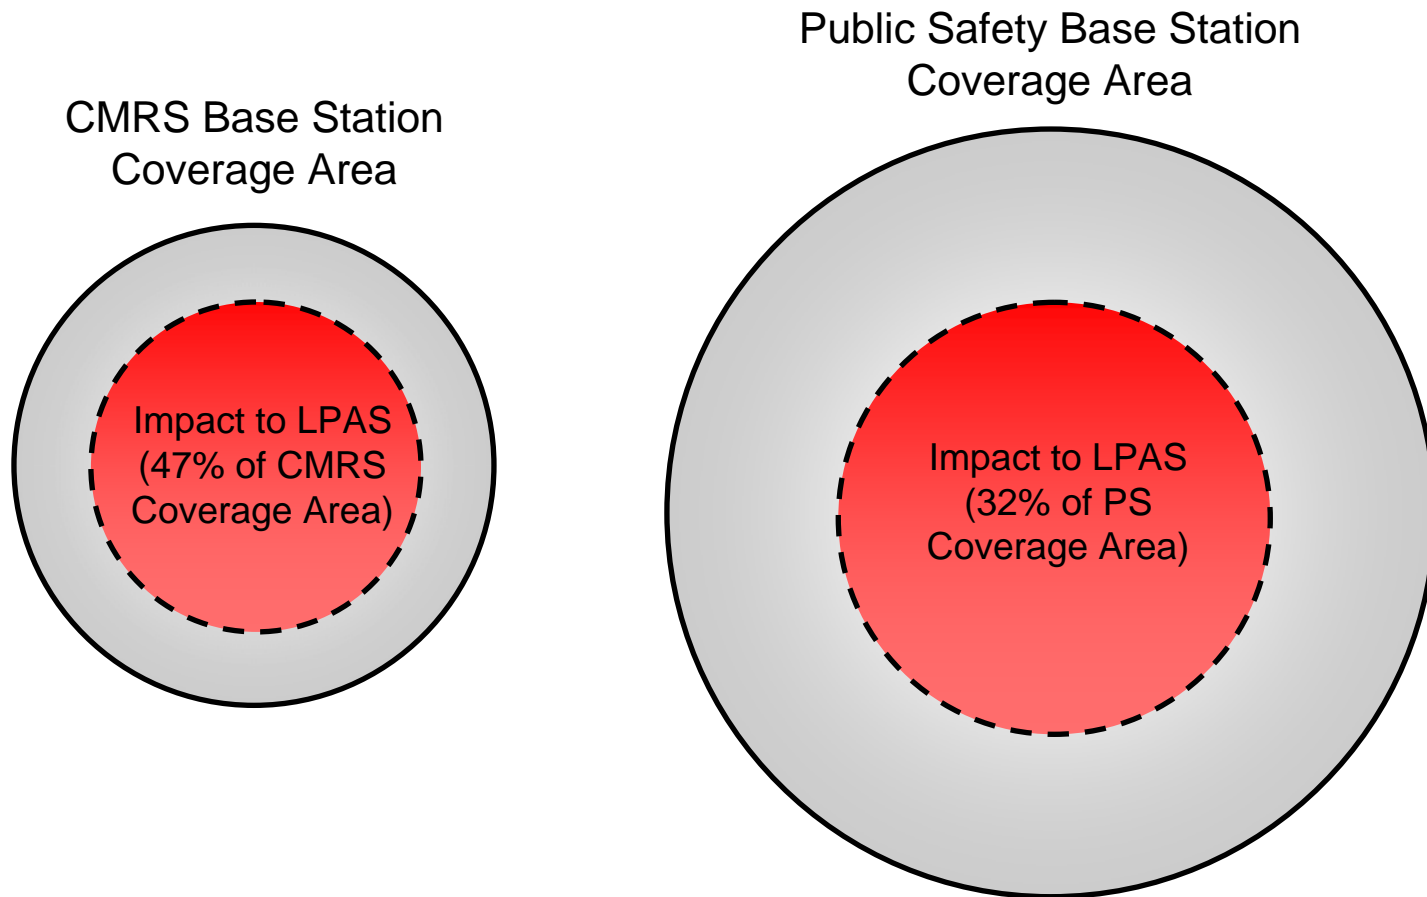 Public Safety Base Station
Coverage Area
CMRS Base Station
Coverage Area
Impact to LPAS
(47% of CMRS
Coverage Area)
Impact to LPAS
(32% of PS
Coverage Area)